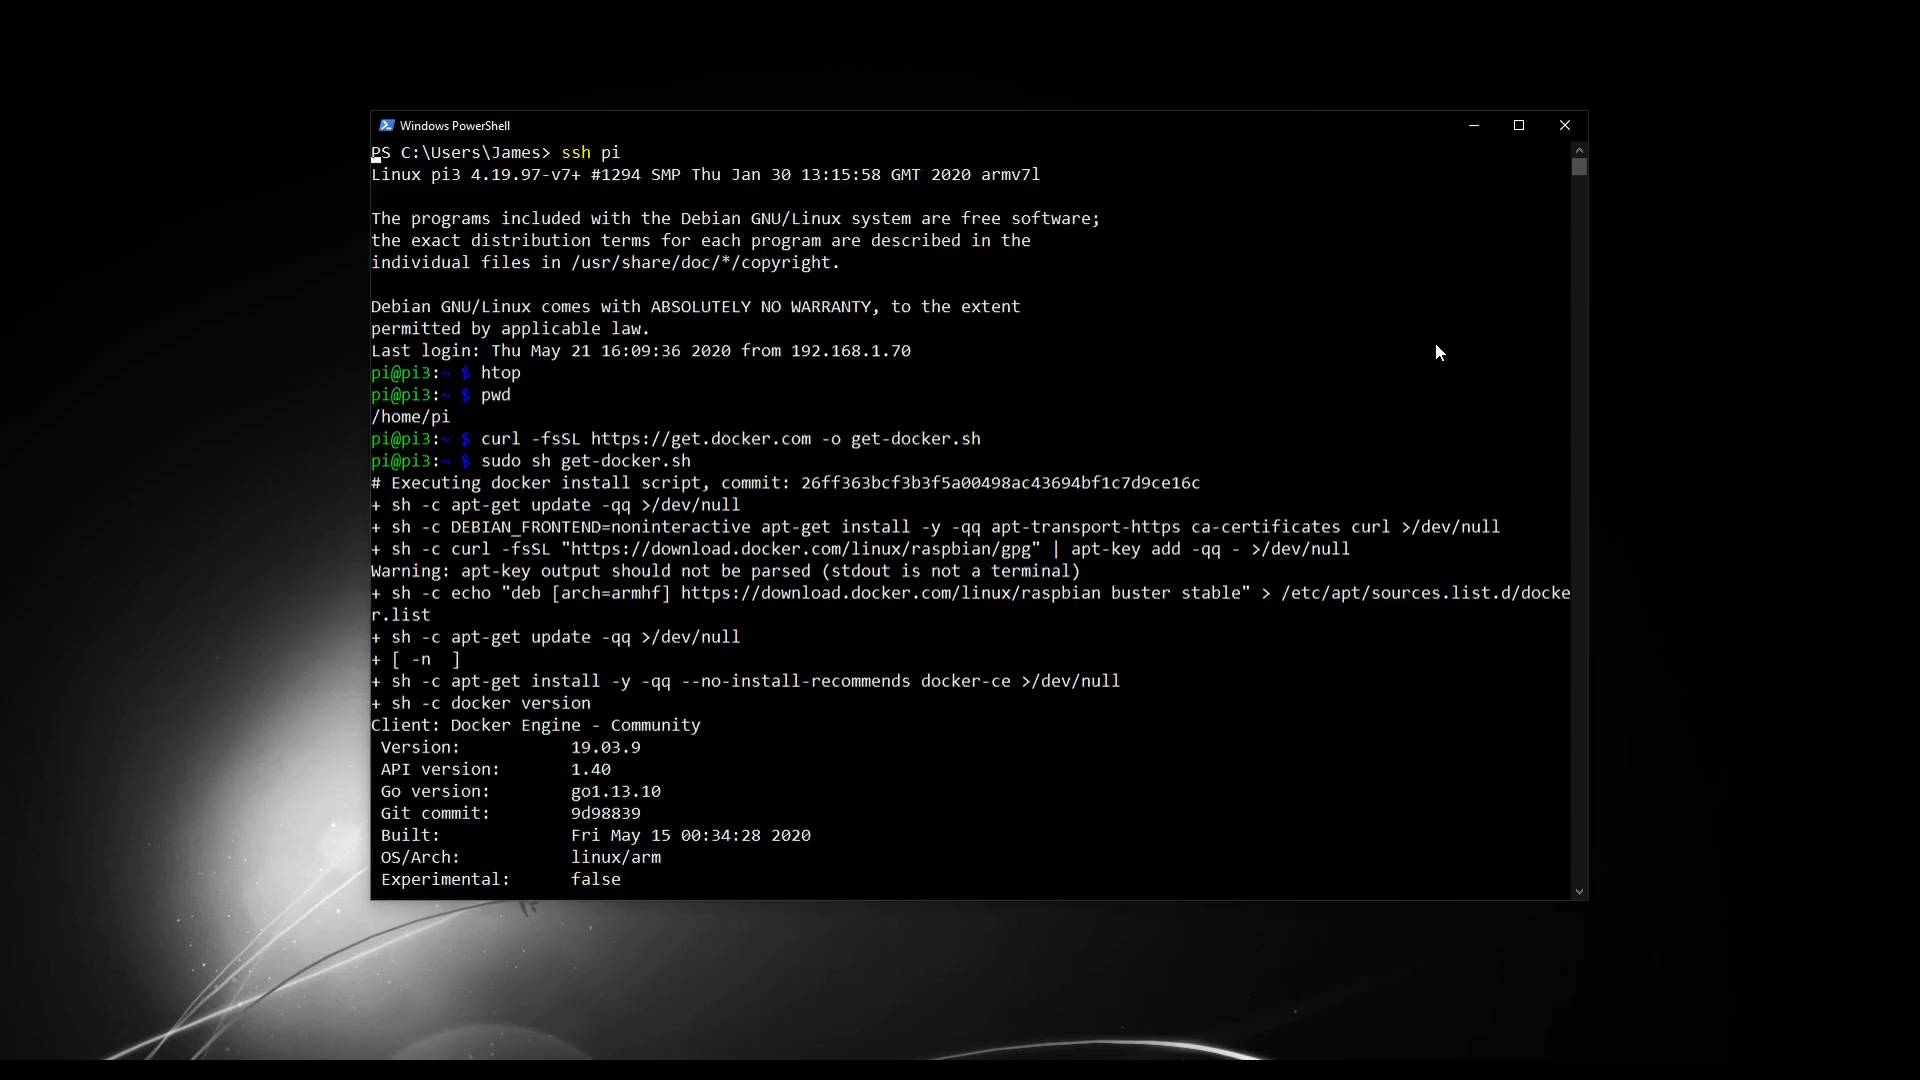 Windows PowerShell
PS C:\Users\James> ssh pi
Linux pi3 4.19.97-v7+ #1294 SMP Thu Jan 30 13:15:58 GMT 2020 armv7l
The programs included with the Debian GNU/Linux system are free software;
the exact distribution terms for each program are described in the
individual files in /usr/share/doc/*/copyright.
Debian GNU/Linux comes with ABSOLUTELY NO WARRANTY, to the extent
permitted by applicable law.
Last login: Thu May 21 16:09:36 2020 from 192.168.1.70
pi@pi3:~ $ htop
pi@pi3:~ $ pwd
/home/pi
pi@pi3:~ $ curl -fsSL https://get.docker.com -o get-docker.sh
pi@pi3:~ $ sudo sh get-docker.sh
# Executing docker install script, commit: 26ff363bcf3b3f5a00498ac43694bf1c7d9ce16c
+ sh -c apt-get update -qq >/dev/null
+ sh -c DEBIAN_FRONTEND=noninteractive apt-get install -y -qq apt-transport-https ca-certificates curl >/dev/null
+ sh -c curl -fsSL "https://download.docker.com/linux/raspbian/gpg" | apt-key add -qq - >/dev/null
Warning: apt-key output should not be parsed (stdout is not a terminal)
+ sh -c echo "deb [arch=armhf] https://download.docker.com/linux/raspbian buster stable" > /etc/apt/sources.list.d/docke
r.list
+ sh -c apt-get update -qq >/dev/null
+ [ -n  ]
+ sh -c apt-get install -y -qq --no-install-recommends docker-ce >/dev/null
+ sh -c docker version
Client: Docker Engine - Community
Version: 19.03.9
API version: 1.40
Go version: go1.13.10
Git commit: 9d98839
Built: Fri May 15 00:34:28 2020
OS/Arch: linux/arm
Experimental: false